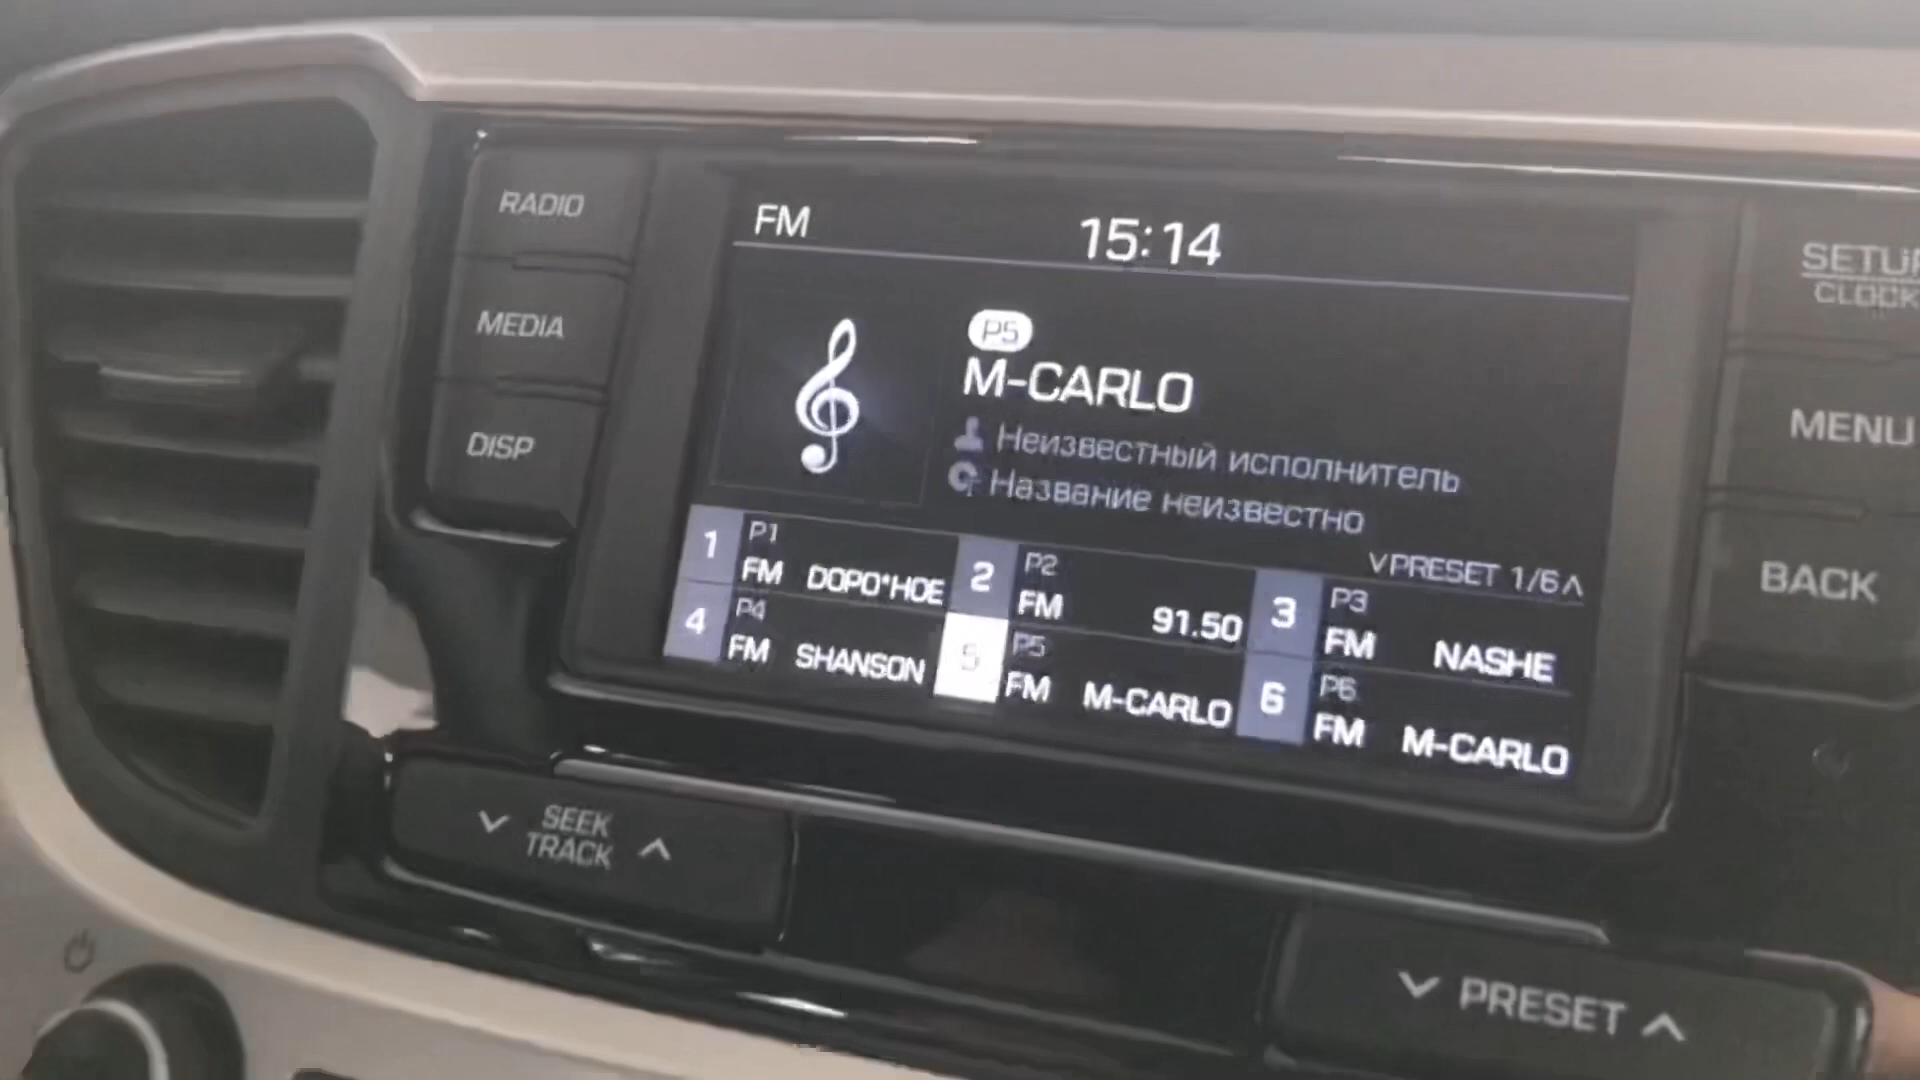 RADIO
MEDIA
DISP
FM 15:14
P5
M-CARLO
Неизвестный исполнитель
Название неизвестно
PRESET 1/6
1 P1 FM DOPO*HOE
2 P2 FM 91.50
3 P3 FM NASHE
4 P4 FM SHANSON
5 P5 FM M-CARLO
6 P6 FM M-CARLO
SETUP
CLOCK
MENU
BACK
SEEK
TRACK
PRESET